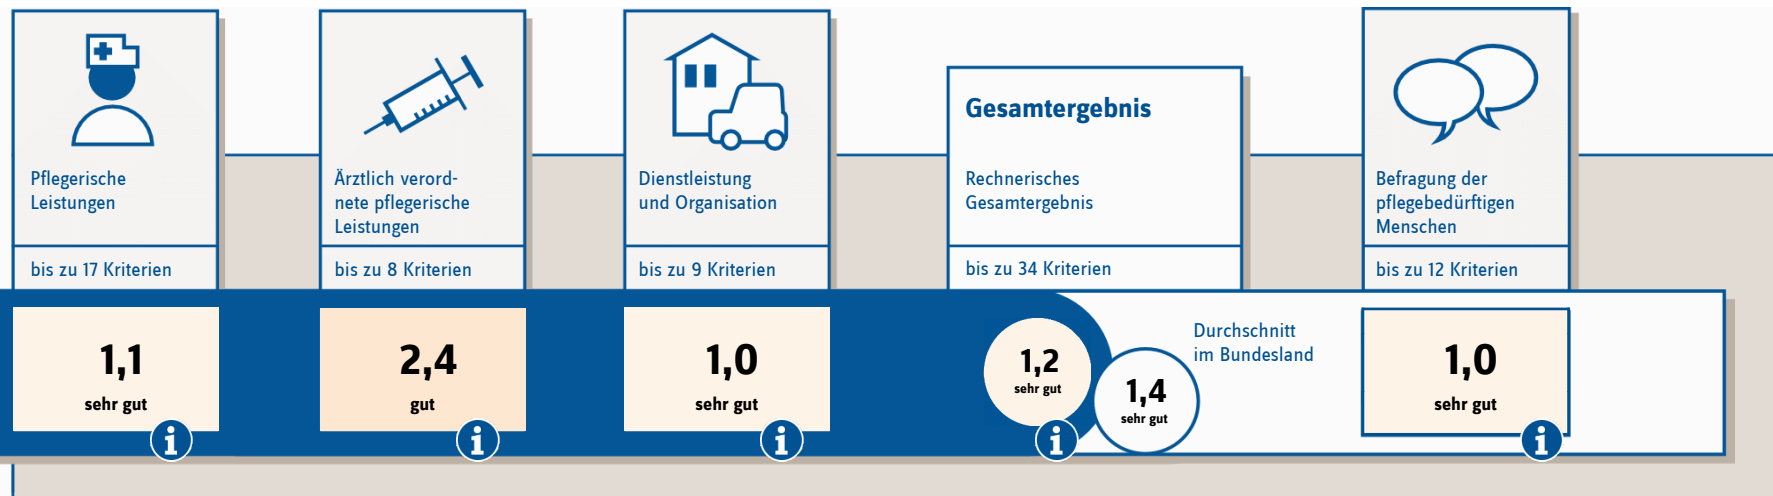 Pflegerische
Leistungen
bis zu 17 Kriterien
1,1
sehr gut
i
Ärztlich verord-
nete pflegerische
Leistungen
bis zu 8 Kriterien
2,4
gut
i
Dienstleistung
und Organisation
bis zu 9 Kriterien
1,0
sehr gut
i
Gesamtergebnis
Rechnerisches
Gesamtergebnis
bis zu 34 Kriterien
1,2
sehr gut
i
1,4
sehr gut
Durchschnitt
im Bundesland
Befragung der
pflegebedürftigen
Menschen
bis zu 12 Kriterien
1,0
sehr gut
i